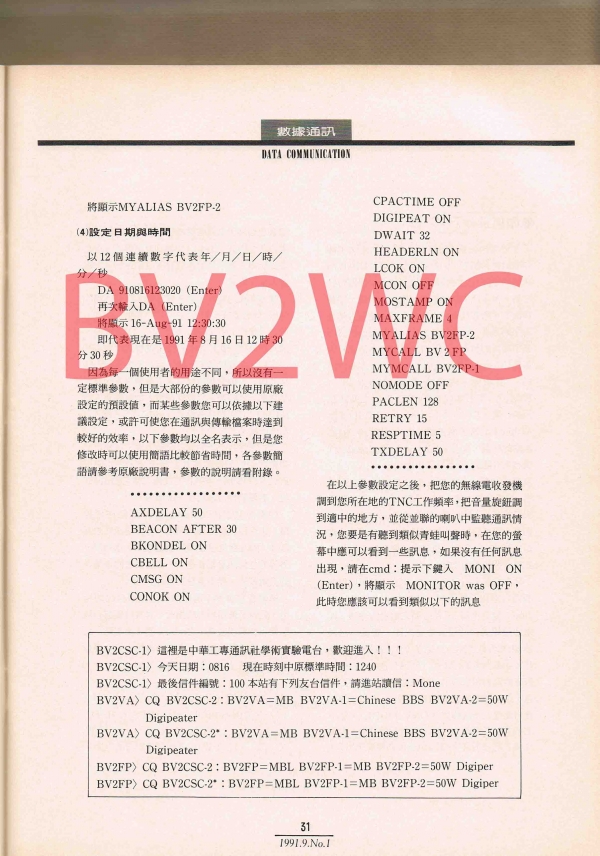 數據通訊
DATA COMMUNICATION
將顯示MYALIAS BV2FP-2
⑷設定日期與時間
以12個連續數字代表年／月／日／時／
分／秒
DA 910816123020 (Enter)
再次輸入DA (Enter)
將顯示 16-Aug-91 12:30:30
即代表現在是1991年8月16日12時30
分30秒
因為每一個使用者的用途不同，所以沒有一
定標準參數，但是大部份的參數可以使用原廠
設定的預設值，而某些參數您可以依據以下建
議設定，或許可使您在通訊與傳輸檔案時達到
較好的效率，以下參數均以全名表示，但是您
修改時可以使用簡語比較節省時間，各參數簡
語請參考原廠說明書，參數的說明請看附錄。
••••••••••••••••••
AXDELAY 50
BEACON AFTER 30
BKONDEL ON
CBELL ON
CMSG ON
CONOK ON
CPACTIME OFF
DIGIPEAT ON
DWAIT 32
HEADERLN ON
LCOK ON
MCON OFF
MOSTAMP ON
MAXFRAME 4
MYALIAS BV2FP-2
MYCALL BV2FP
MYMCALL BV2FP-1
NOMODE OFF
PACLEN 128
RETRY 15
RESPTIME 5
TXDELAY 50
•••••••••••••••••
在以上參數設定之後，把您的無線電收發機
調到您所在地的TNC工作頻率，把音量旋鈕調
到適中的地方，並從並聯的喇叭中監聽通訊情
況，您要是有聽到類似青蛙叫聲時，在您的螢
幕中應可以看到一些訊息，如果沒有任何訊息
出現，請在cmd：提示下鍵入 MONI ON
(Enter)，將顯示 MONITOR was OFF，
此時您應該可以看到類似以下的訊息
BV2CSC-1〉這裡是中華工專通訊社學術實驗電台，歡迎進入！！！
BV2CSC-1〉今天日期：0816 現在時刻中原標準時間：1240
BV2CSC-1〉最後信件編號：100 本站有下列友台信件，請進站讀信：Mone
BV2VA〉CQ BV2CSC-2：BV2VA＝MB BV2VA-1＝Chinese BBS BV2VA-2＝50W
Digipeater
BV2VA〉CQ BV2CSC-2*：BV2VA＝MB BV2VA-1＝Chinese BBS BV2VA-2＝50W
Digipeater
BV2FP〉CQ BV2CSC-2：BV2FP＝MBL BV2FP-1＝MB BV2FP-2＝50W Digiper
BV2FP〉CQ BV2CSC-2*：BV2FP＝MBL BV2FP-1＝MB BV2FP-2＝50W Digiper
31
1991.9.No.1
BV2WC